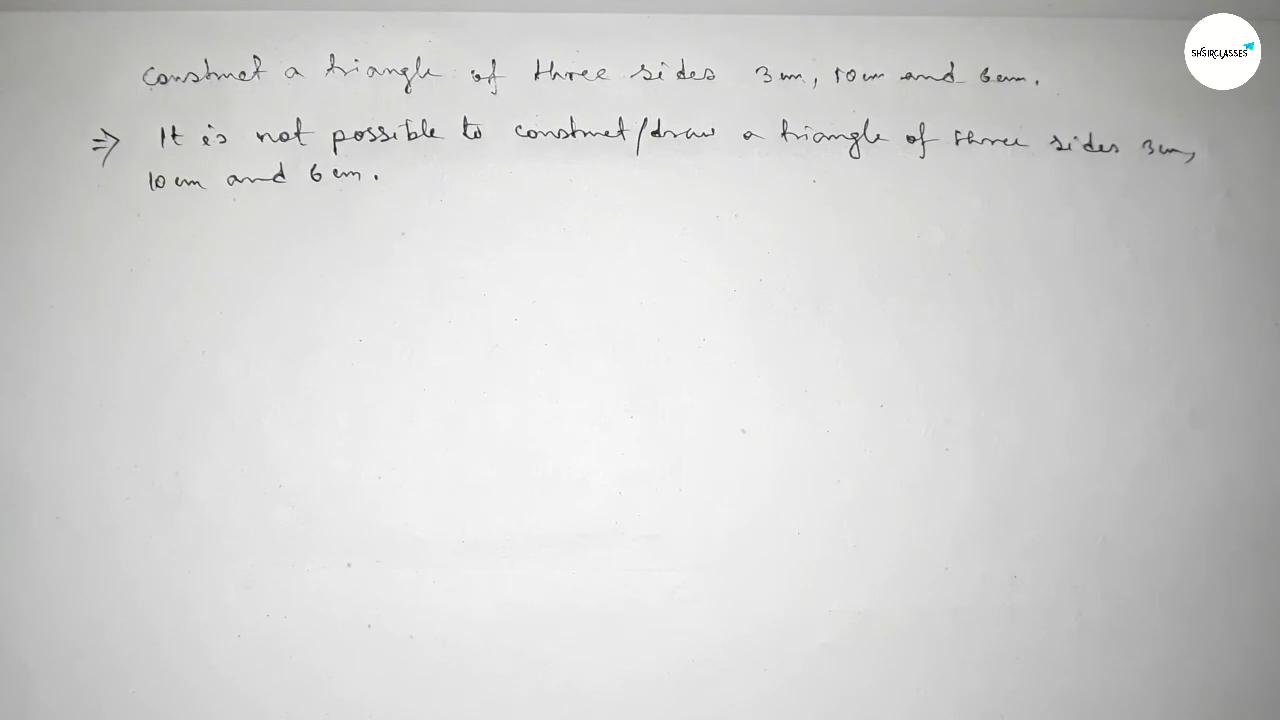 SHSIRCLASSES
Construct a triangle of three sides 3cm, 10cm and 6cm.
⇒ It is not possible to construct/draw a triangle of three sides 3cm,
10cm and 6cm.